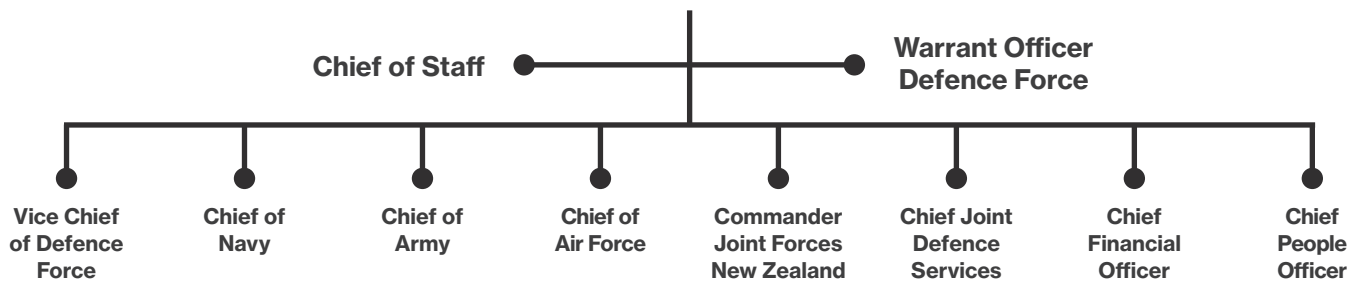 Chief of Staff
Warrant Officer
Defence Force
Vice Chief
of Defence
Force
Chief of
Navy
Chief of
Army
Chief of
Air Force
Commander
Joint Forces
New Zealand
Chief Joint
Defence
Services
Chief
Financial
Officer
Chief
People
Officer